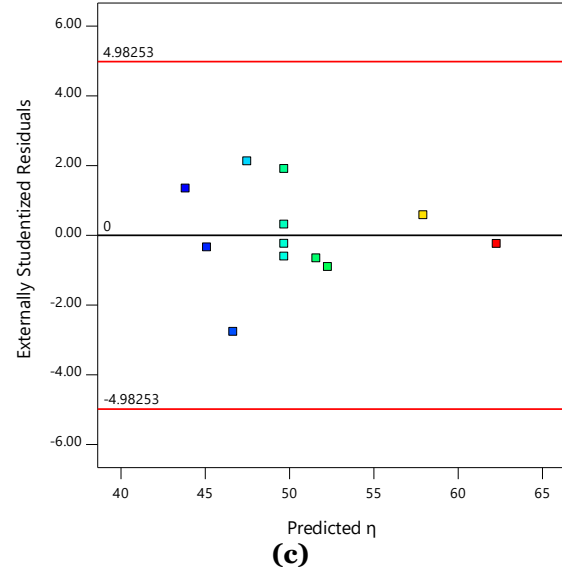 6.00
4.98253
4.00
2.00
0
0.00
-2.00
-4.00
-4.98253
-6.00
Externally Studentized Residuals
40 45 50 55 60 65
Predicted η
(c)